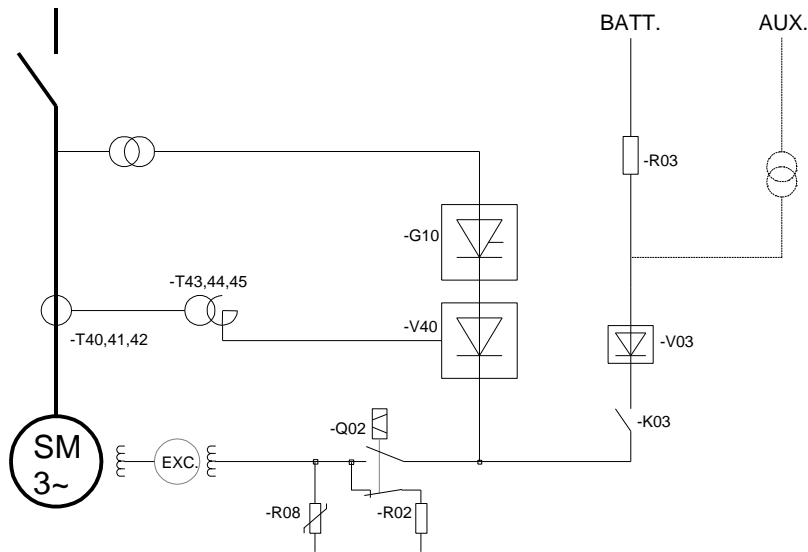 BATT.
AUX.
-R03
-G10
-T43,44,45
-V40
-T40,41,42
-V03
-Q02
-K03
SM
3~
EXC.
-R08
-R02